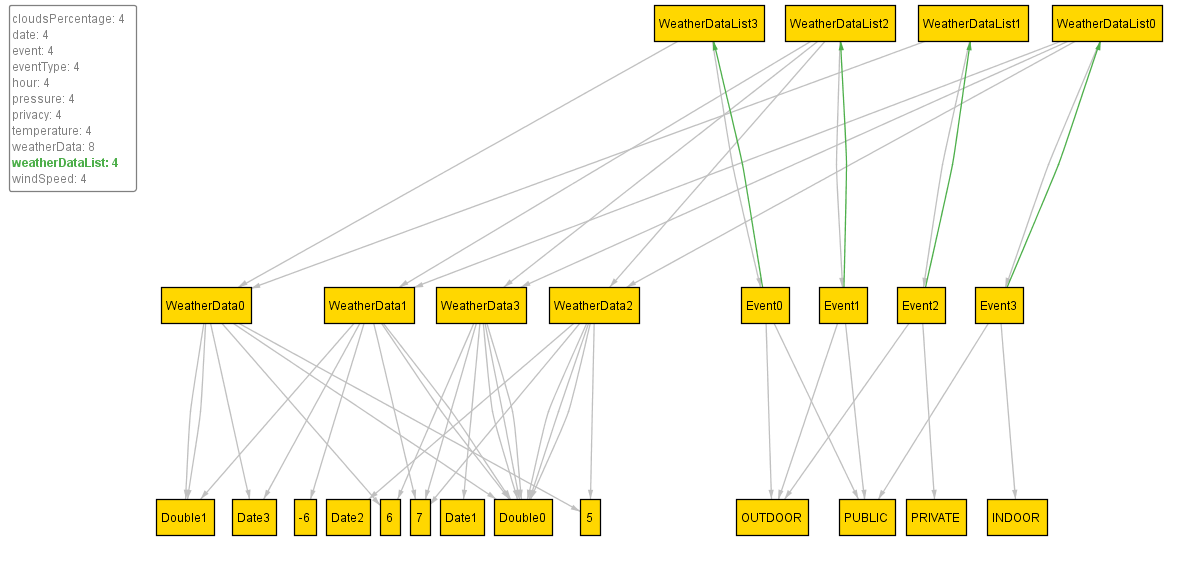 cloudsPercentage: 4
date: 4
event: 4
eventType: 4
hour: 4
pressure: 4
privacy: 4
temperature: 4
weatherData: 8
weatherDataList: 4
windSpeed: 4
WeatherDataList3 WeatherDataList2 WeatherDataList1 WeatherDataList0
WeatherData0 WeatherData1 WeatherData3 WeatherData2 Event0 Event1 Event2 Event3
Double1 Date3 -6 Date2 6 7 Date1 Double0 5 OUTDOOR PUBLIC PRIVATE INDOOR